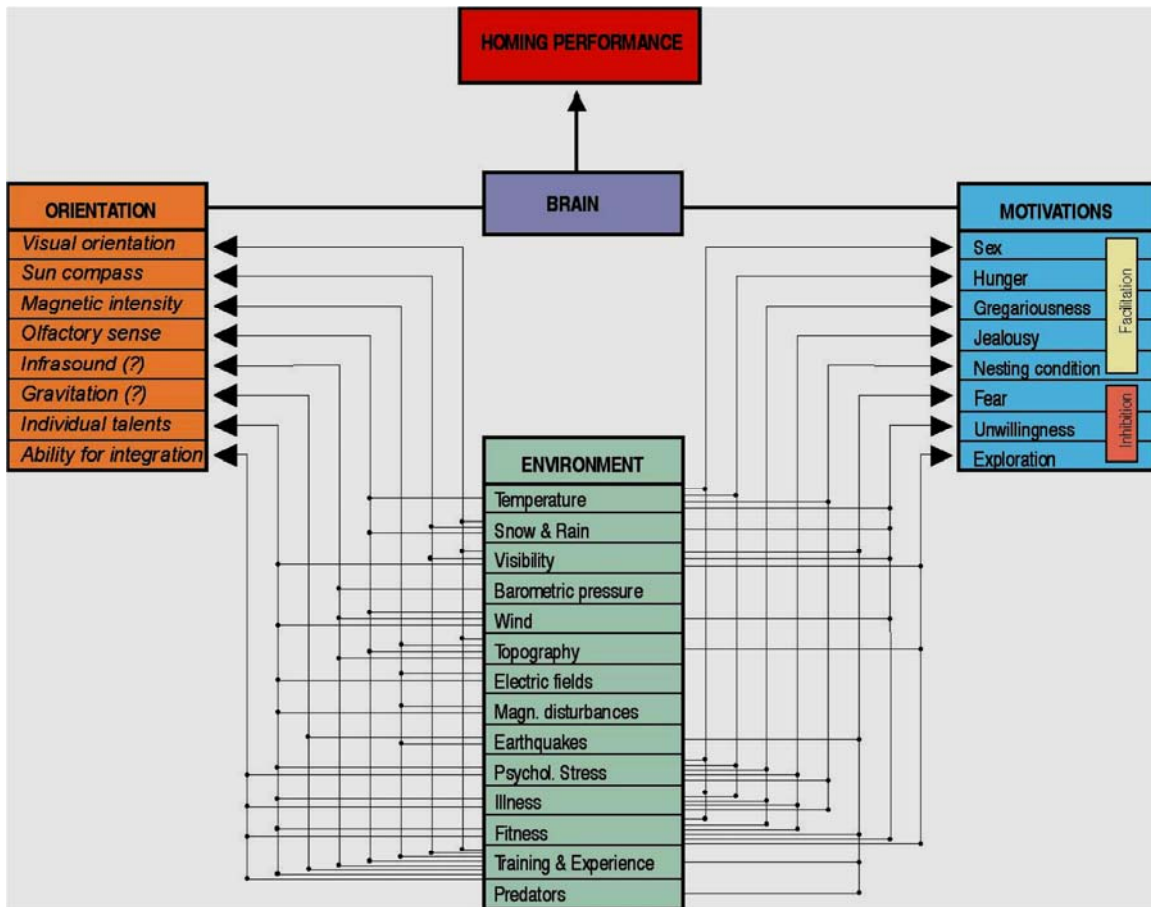 HOMING PERFORMANCE
BRAIN
ORIENTATION
Visual orientation
Sun compass
Magnetic intensity
Olfactory sense
Infrasound (?)
Gravitation (?)
Individual talents
Ability for integration
MOTIVATIONS
Sex
Hunger
Gregariousness
Jealousy
Nesting condition
Fear
Unwillingness
Exploration
Facilitation
Inhibition
ENVIRONMENT
Temperature
Snow & Rain
Visibility
Barometric pressure
Wind
Topography
Electric fields
Magn. disturbances
Earthquakes
Psychol. Stress
Illness
Fitness
Training & Experience
Predators